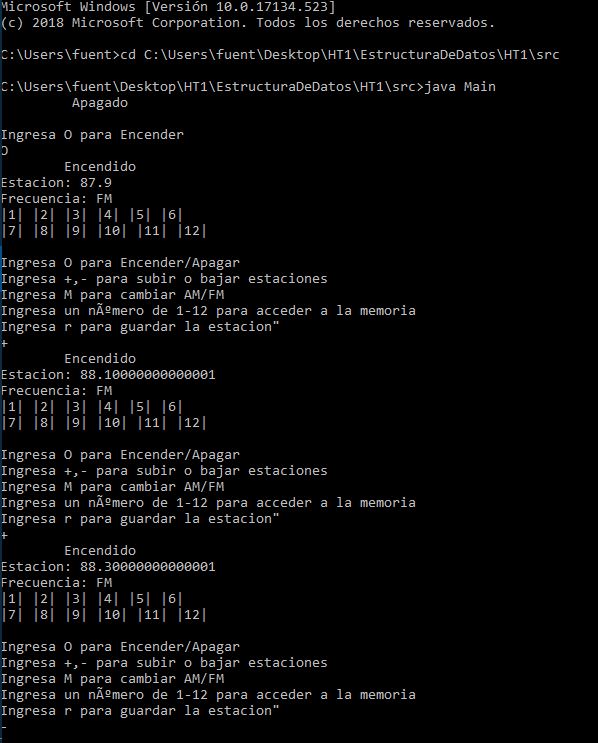 Microsoft Windows [Versión 10.0.17134.523]
(c) 2018 Microsoft Corporation. Todos los derechos reservados.
C:\Users\fuent>cd C:\Users\fuent\Desktop\HT1\EstructuraDeDatos\HT1\src
C:\Users\fuent\Desktop\HT1\EstructuraDeDatos\HT1\src>java Main
Apagado
Ingresa O para Encender
O
Encendido
Estacion: 87.9
Frecuencia: FM
|1| |2| |3| |4| |5| |6|
|7| |8| |9| |10| |11| |12|
Ingresa O para Encender/Apagar
Ingresa +,- para subir o bajar estaciones
Ingresa M para cambiar AM/FM
Ingresa un nÃºmero de 1-12 para acceder a la memoria
Ingresa r para guardar la estacion"
+
Encendido
Estacion: 88.10000000000001
Frecuencia: FM
|1| |2| |3| |4| |5| |6|
|7| |8| |9| |10| |11| |12|
Ingresa O para Encender/Apagar
Ingresa +,- para subir o bajar estaciones
Ingresa M para cambiar AM/FM
Ingresa un nÃºmero de 1-12 para acceder a la memoria
Ingresa r para guardar la estacion"
+
Encendido
Estacion: 88.30000000000001
Frecuencia: FM
|1| |2| |3| |4| |5| |6|
|7| |8| |9| |10| |11| |12|
Ingresa O para Encender/Apagar
Ingresa +,- para subir o bajar estaciones
Ingresa M para cambiar AM/FM
Ingresa un nÃºmero de 1-12 para acceder a la memoria
Ingresa r para guardar la estacion"
-